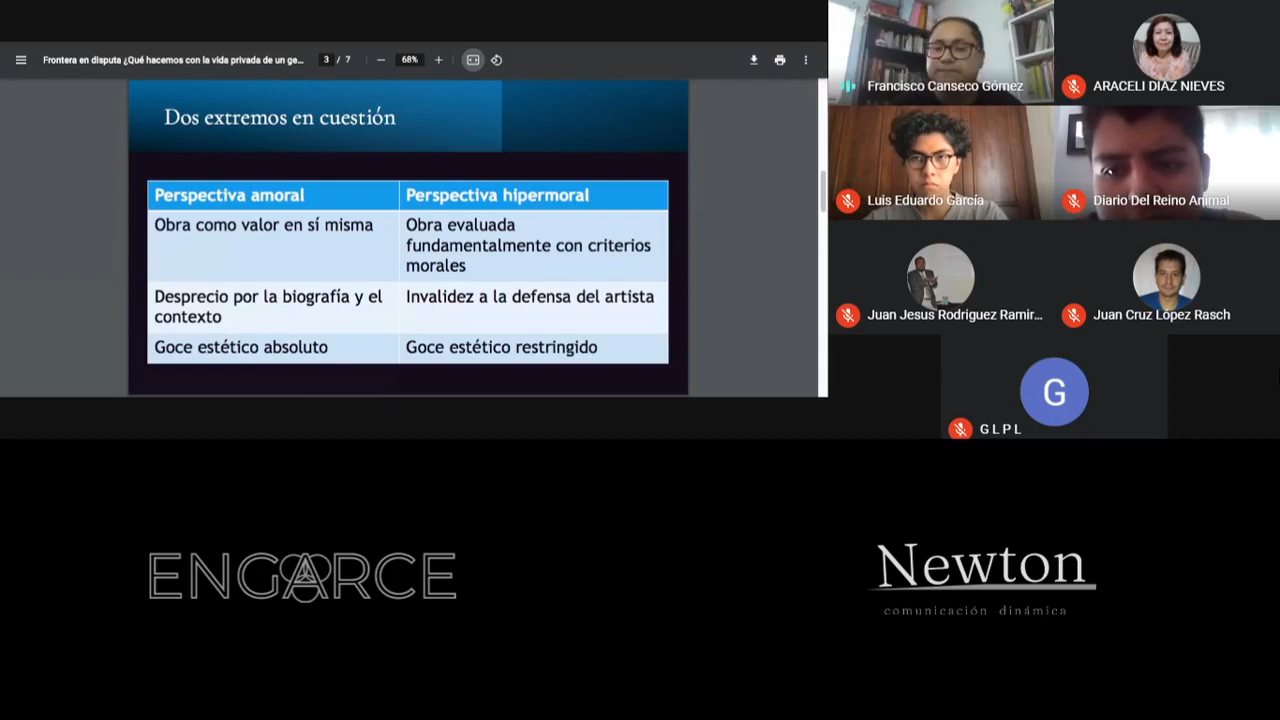 Frontera en disputa ¿Qué hacemos con la vida privada de un ge...
3 / 7
68%
Dos extremos en cuestión
Perspectiva amoral
Perspectiva hipermoral
Obra como valor en sí misma
Obra evaluada
fundamentalmente con criterios
morales
Desprecio por la biografía y el
contexto
Invalidez a la defensa del artista
Goce estético absoluto
Goce estético restringido
Francisco Canseco Gómez
ARACELI DIAZ NIEVES
Luis Eduardo García
Diario Del Reino Animal
Juan Jesus Rodriguez Ramir...
Juan Cruz López Rasch
G
G L P L
ENGARCE
Newton
comunicación dinámica